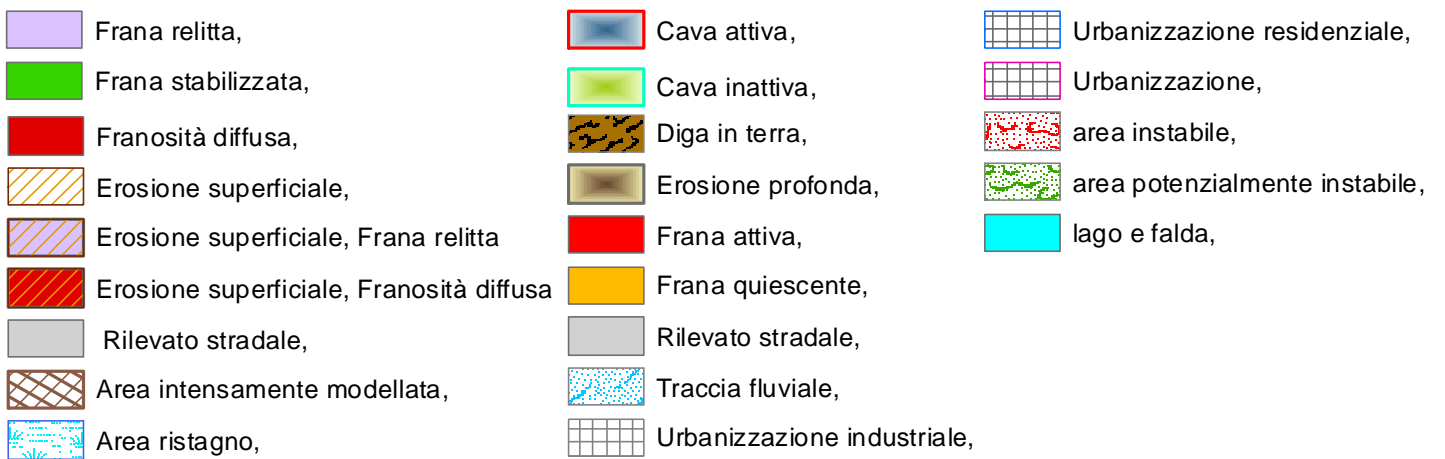 Frana relitta,
Frana stabilizzata,
Franosità diffusa,
Erosione superficiale,
Erosione superficiale, Frana relitta
Erosione superficiale, Franosità diffusa
Rilevato stradale,
Area intensamente modellata,
Area ristagno,
Cava attiva,
Cava inattiva,
Diga in terra,
Erosione profonda,
Frana attiva,
Frana quiescente,
Rilevato stradale,
Traccia fluviale,
Urbanizzazione industriale,
Urbanizzazione residenziale,
Urbanizzazione,
area instabile,
area potenzialmente instabile,
lago e falda,